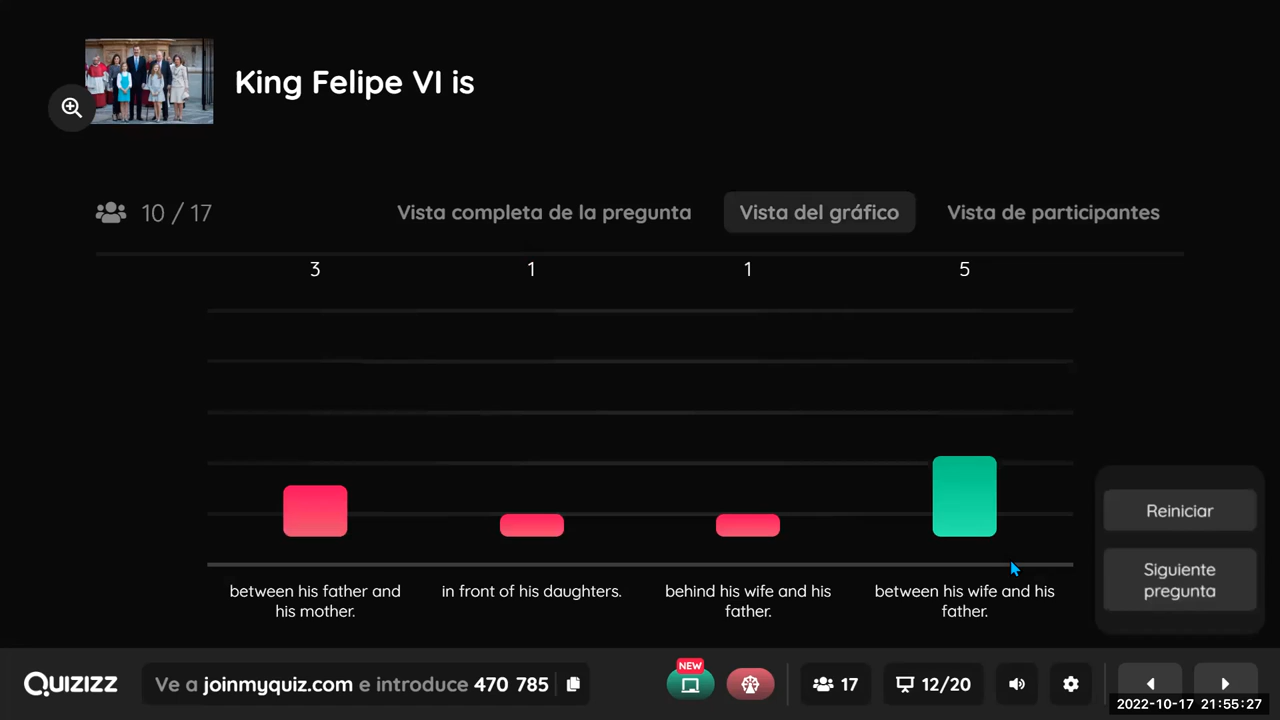 King Felipe VI is
10 / 17
Vista completa de la pregunta
Vista del gráfico
Vista de participantes
3
1
1
5
between his father and
his mother.
in front of his daughters.
behind his wife and his
father.
between his wife and his
father.
Reiniciar
Siguiente
pregunta
QUIZIZZ
Ve a joinmyquiz.com e introduce 470 785
NEW
17
12/20
2022-10-17 21:55:27